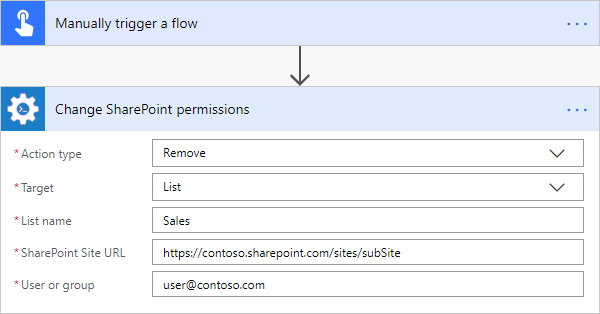 Manually trigger a flow
Change SharePoint permissions
* Action type Remove
* Target List
* List name Sales
* SharePoint Site URL https://contoso.sharepoint.com/sites/subSite
* User or group user@contoso.com